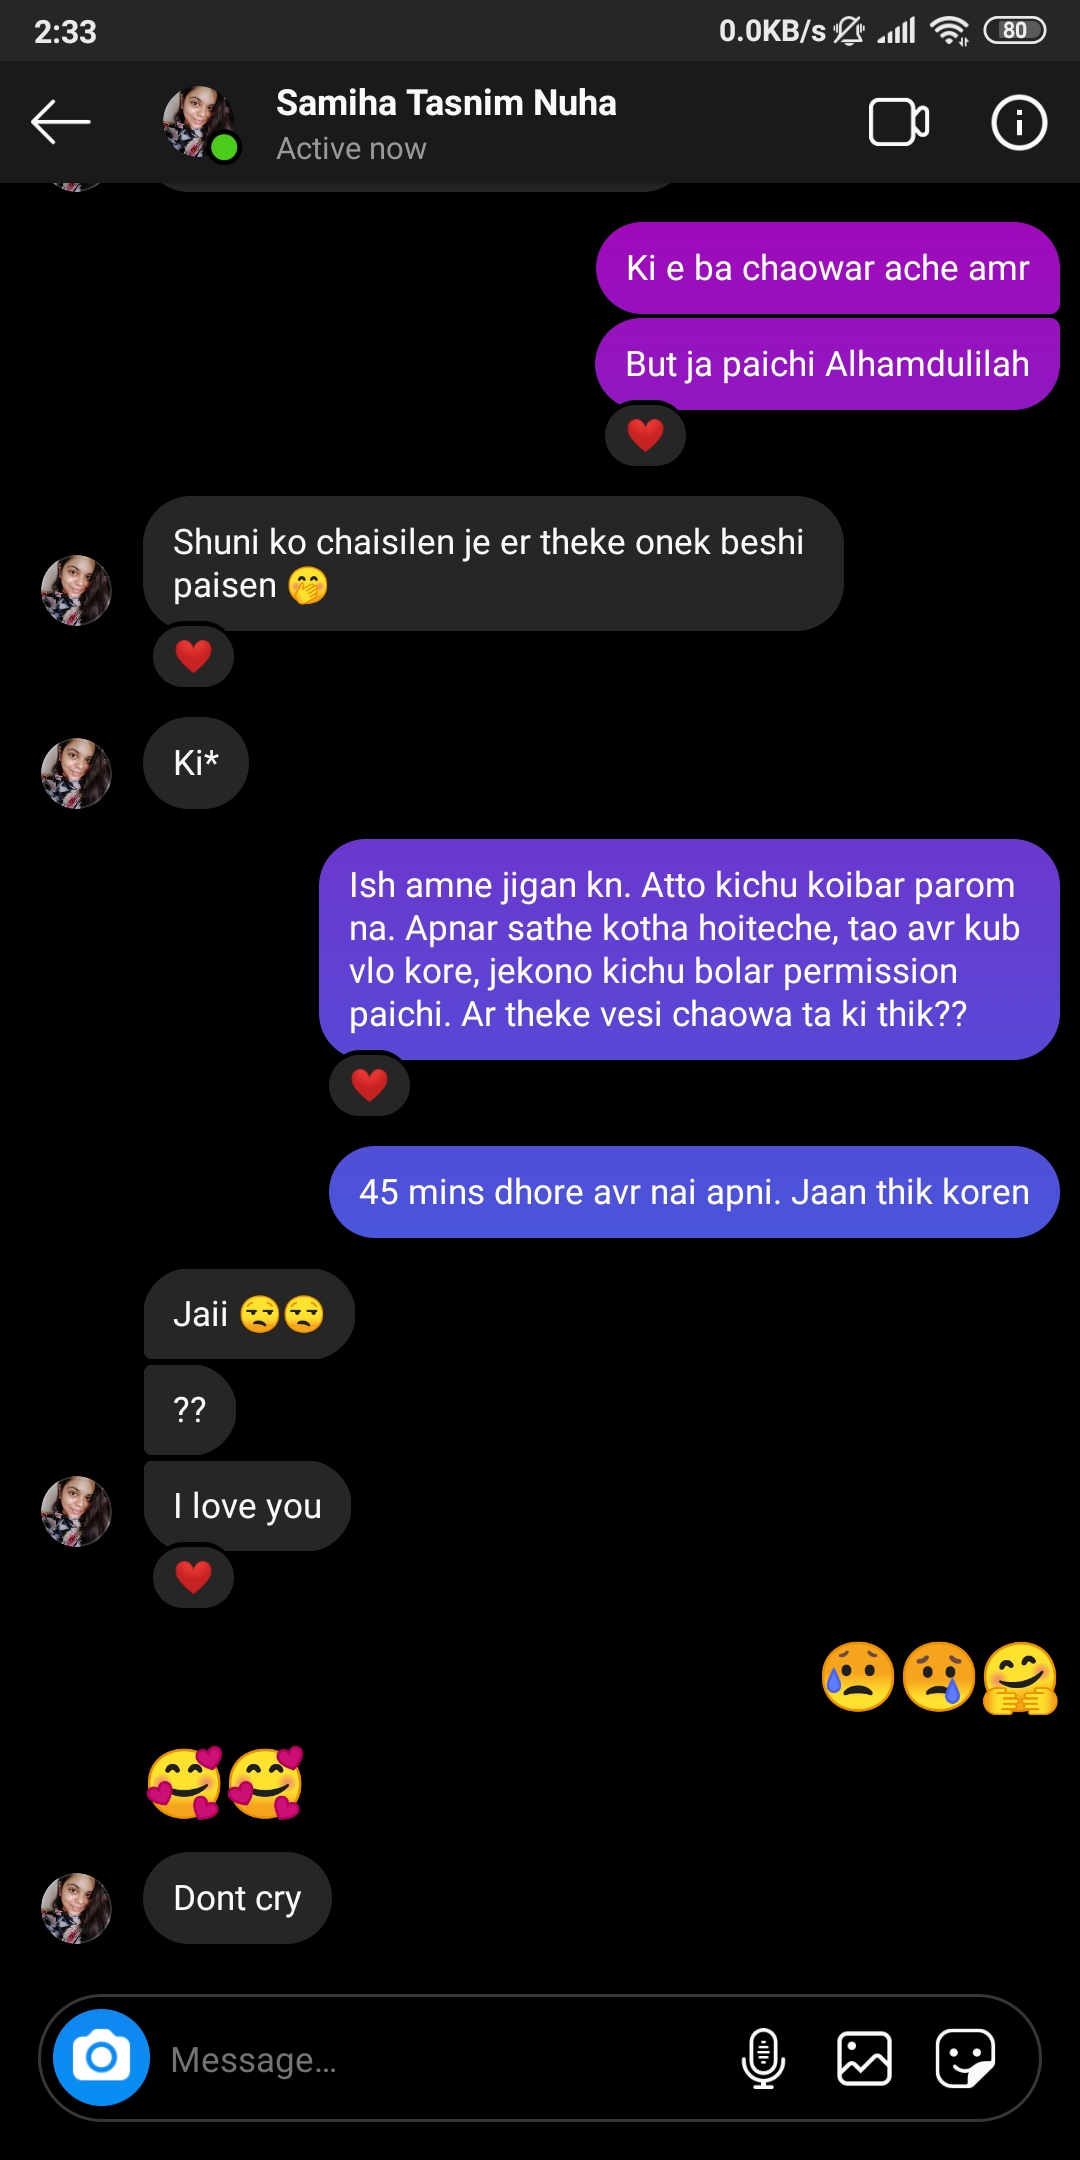 2:33
0.0KB/s
80
Samiha Tasnim Nuha
Active now
Ki e ba chaowar ache amr
But ja paichi Alhamdulilah
Shuni ko chaisilen je er theke onek beshi
paisen 🤭
Ki*
Ish amne jigan kn. Atto kichu koibar parom
na. Apnar sathe kotha hoiteche, tao avr kub
vlo kore, jekono kichu bolar permission
paichi. Ar theke vesi chaowa ta ki thik??
45 mins dhore avr nai apni. Jaan thik koren
Jaii 😒😒
??
I love you
😥😢🤗
🥰🥰
Dont cry
Message...